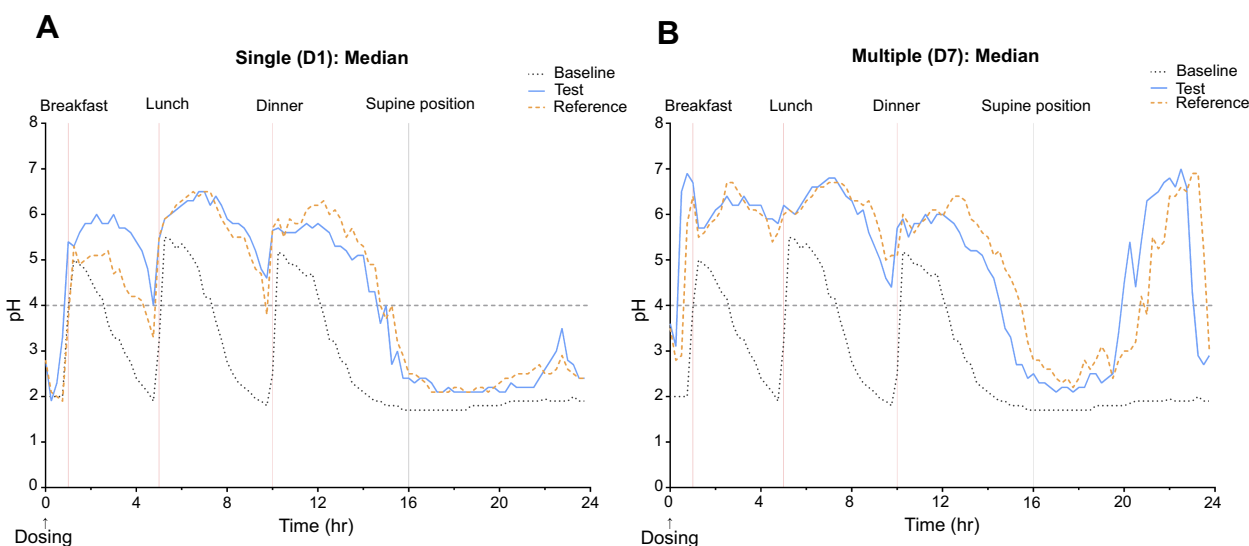 A
Single (D1): Median
Baseline
Test
Reference
Breakfast Lunch Dinner Supine position
8
7
6
5
4
3
2
1
0
pH
0 4 8 12 16 20 24
↑
Dosing
Time (hr)
B
Multiple (D7): Median
Baseline
Test
Reference
Breakfast Lunch Dinner Supine position
8
7
6
5
4
3
2
1
0
pH
0 4 8 12 16 20 24
↑
Dosing
Time (hr)